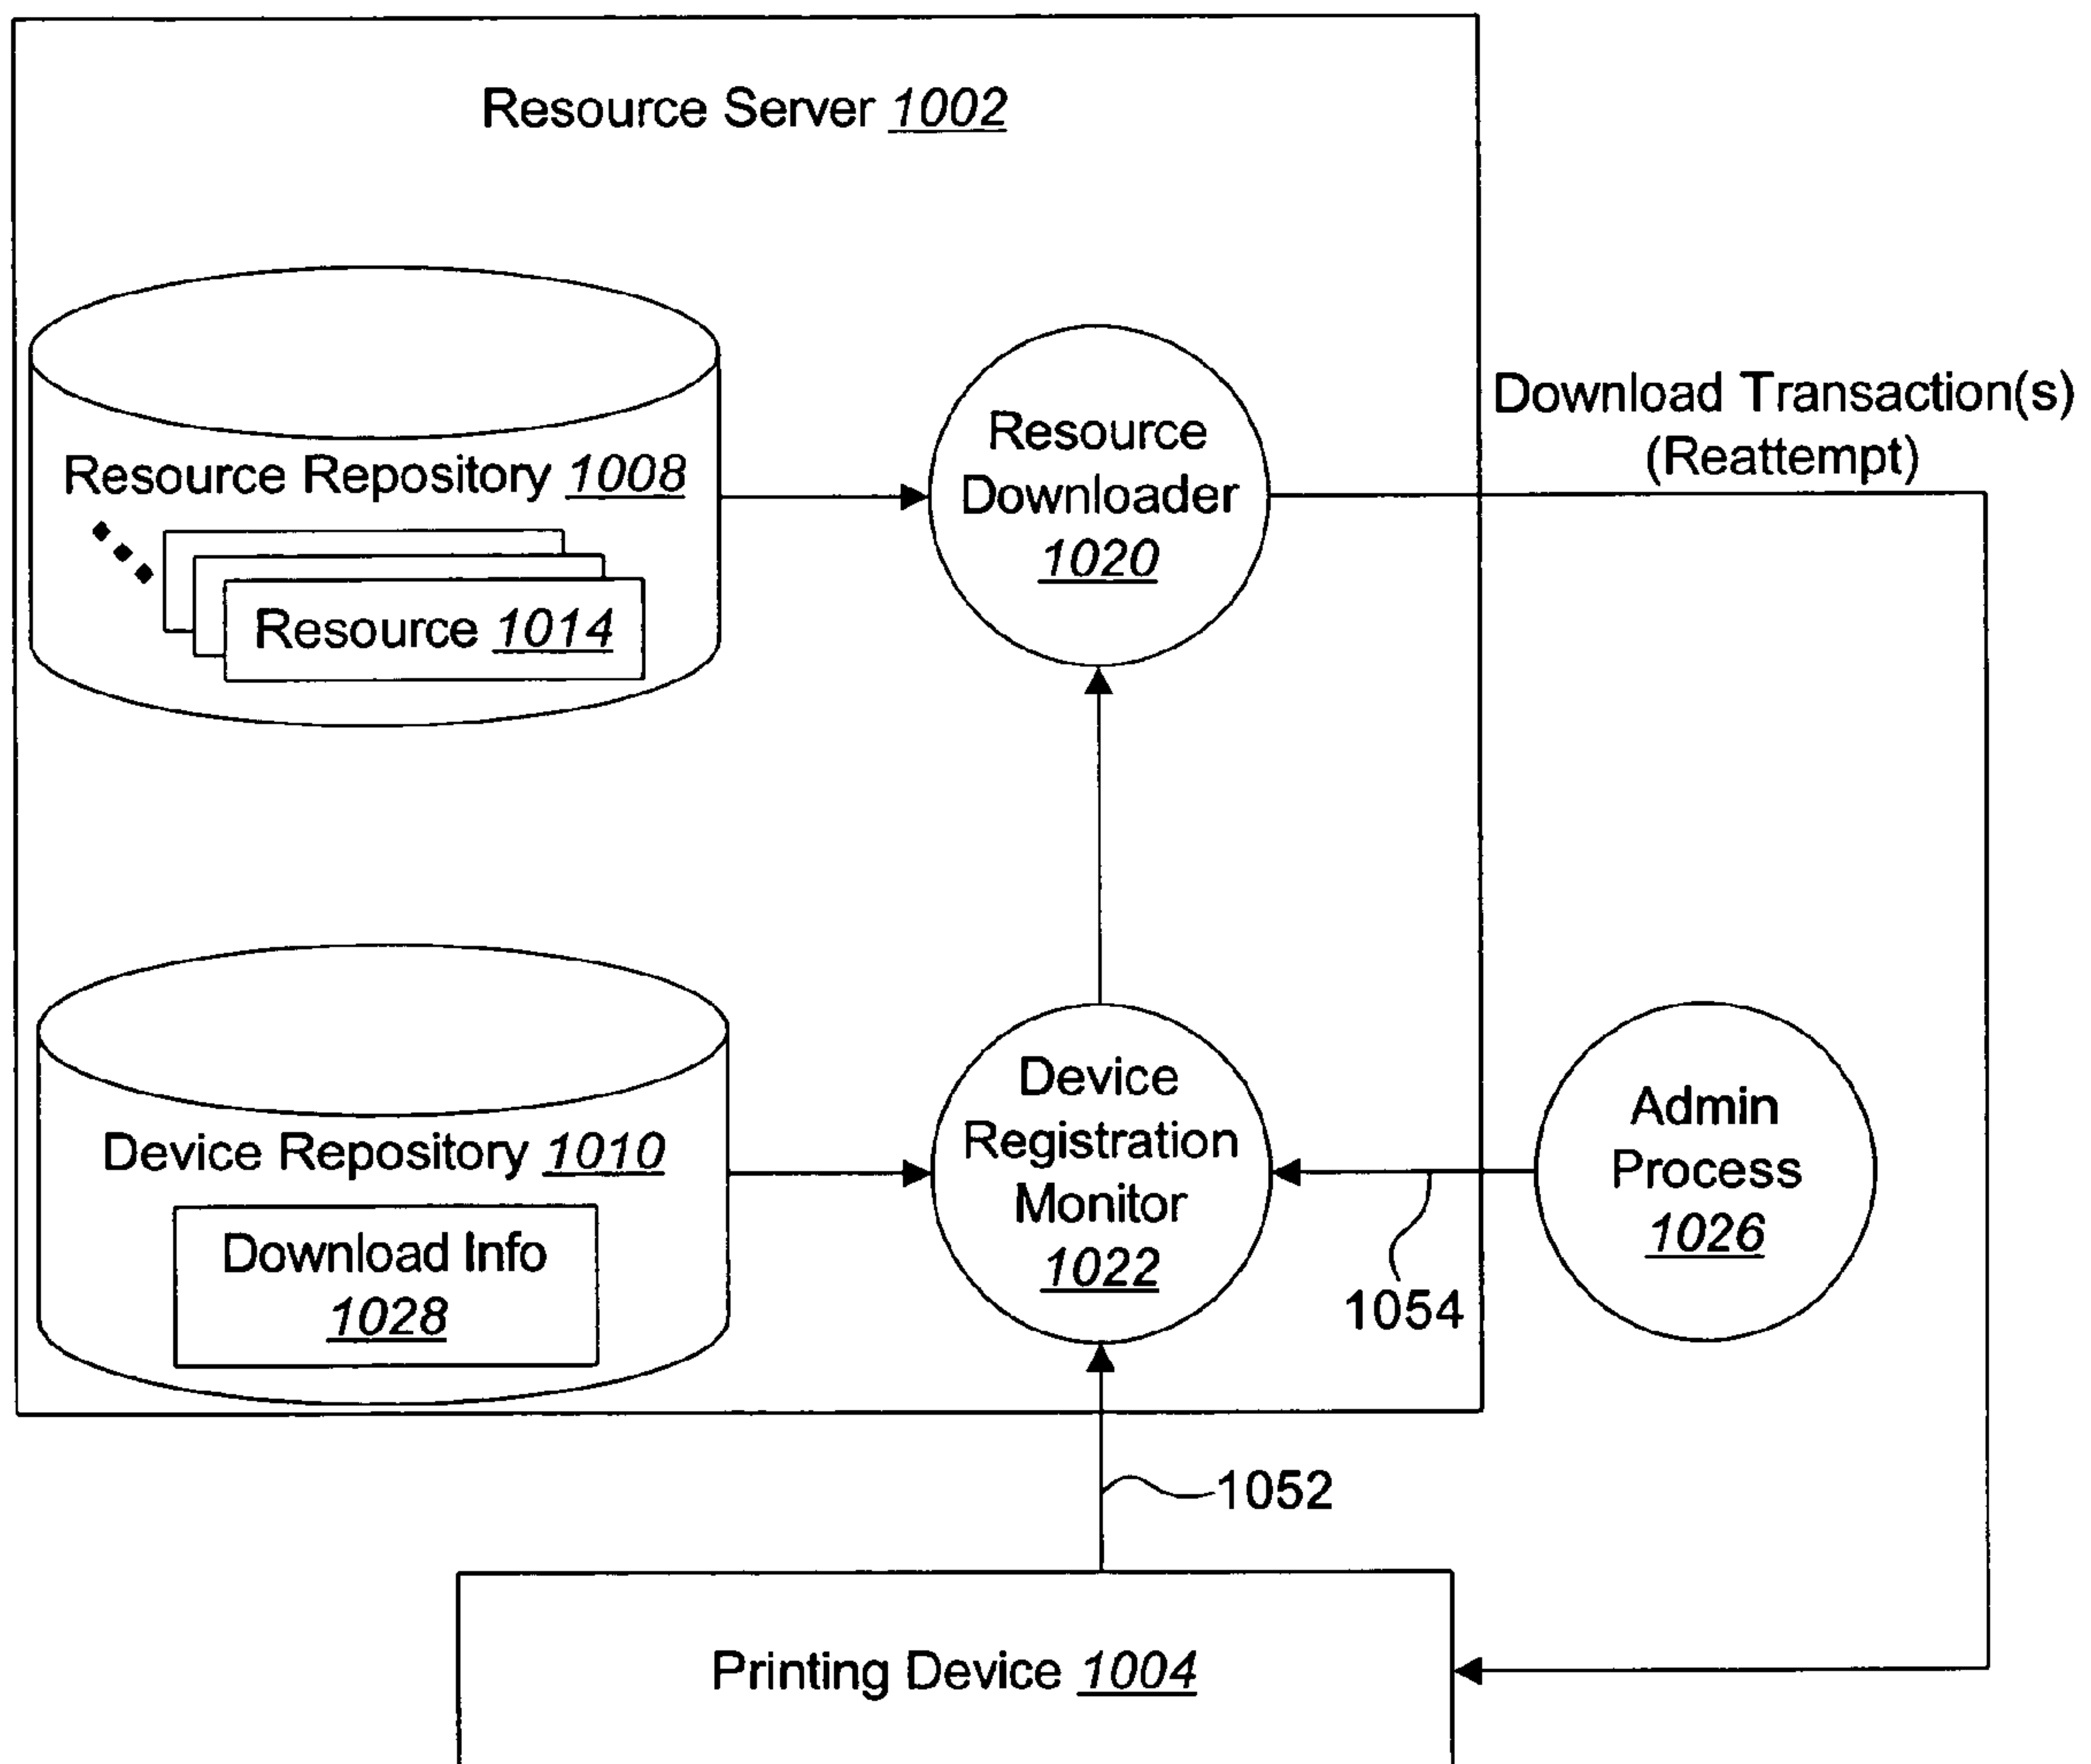 Resource Server 1002
Download Transaction(s)
(Reattempt)
Resource
Downloader
1020
Resource Repository 1008
Resource 1014
Device
Registration
Monitor
1022
Admin
Process
1026
Device Repository 1010
Download Info
1028
1054
1052
Printing Device 1004